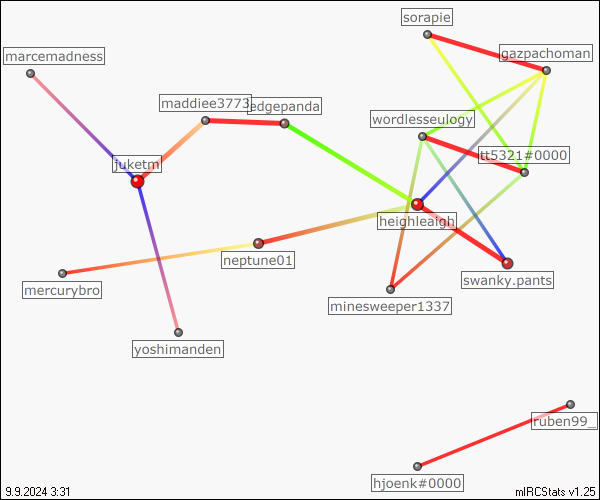 sorapie
gazpachoman
marcemadness
maddiee3773
edgepanda
wordlesseulogy
tt5321#0000
juketm
heighleaigh
neptune01
swanky.pants
mercurybro
minesweeper1337
yoshimanden
ruben99_
hjoenk#0000
9.9.2024 3:31
mIRCStats v1.25